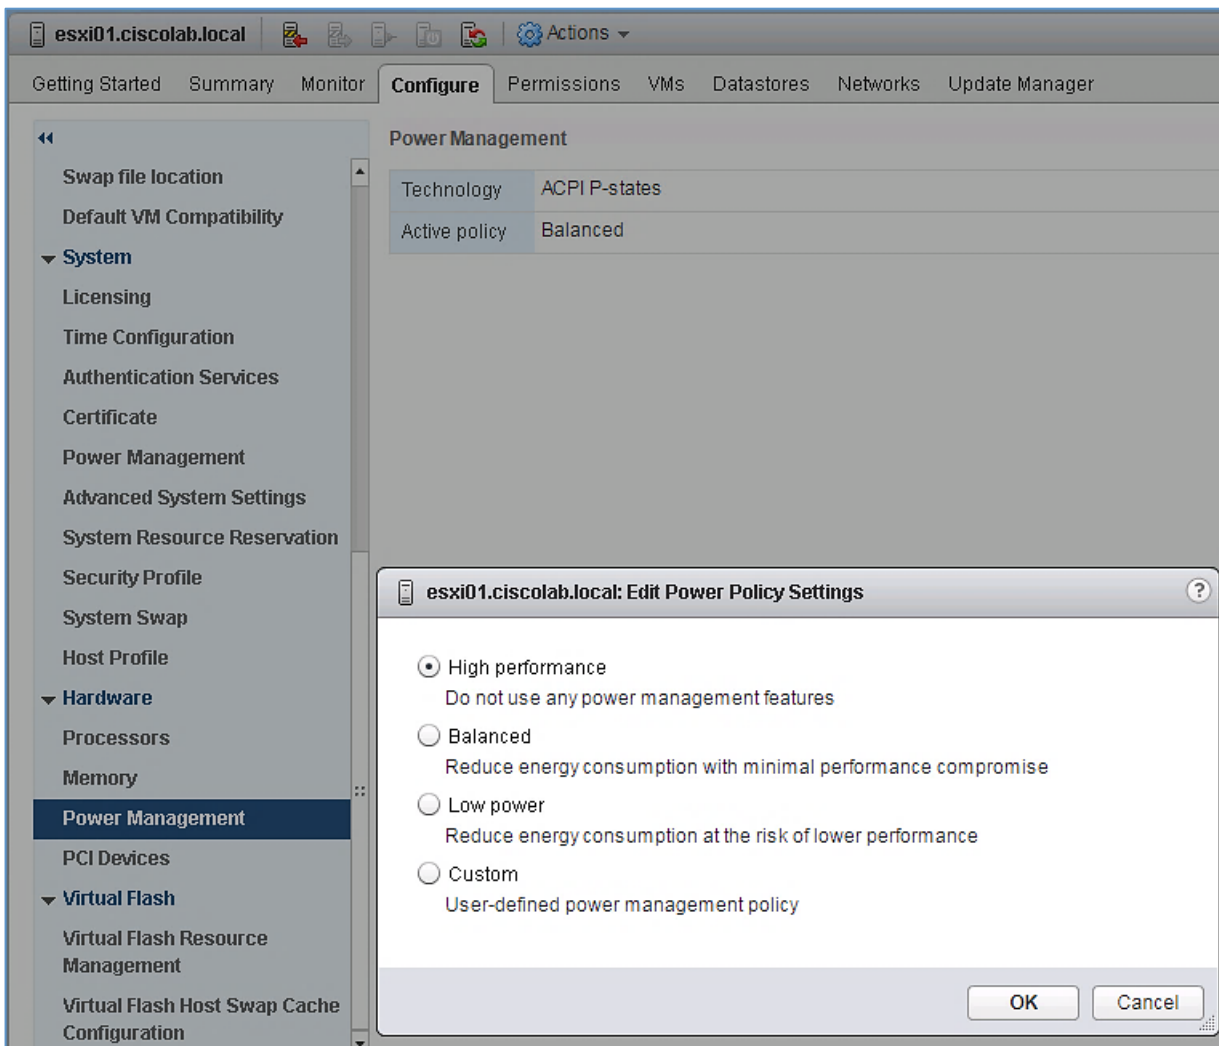 esxi01.ciscolab.local Actions
Getting Started Summary Monitor Configure Permissions VMs Datastores Networks Update Manager
Swap file location
Default VM Compatibility
System
Licensing
Time Configuration
Authentication Services
Certificate
Power Management
Advanced System Settings
System Resource Reservation
Security Profile
System Swap
Host Profile
Hardware
Processors
Memory
Power Management
PCI Devices
Virtual Flash
Virtual Flash Resource
Management
Virtual Flash Host Swap Cache
Configuration
Power Management
Technology ACPI P-states
Active policy Balanced
esxi01.ciscolab.local: Edit Power Policy Settings ?
High performance
Do not use any power management features
Balanced
Reduce energy consumption with minimal performance compromise
Low power
Reduce energy consumption at the risk of lower performance
Custom
User-defined power management policy
OK Cancel